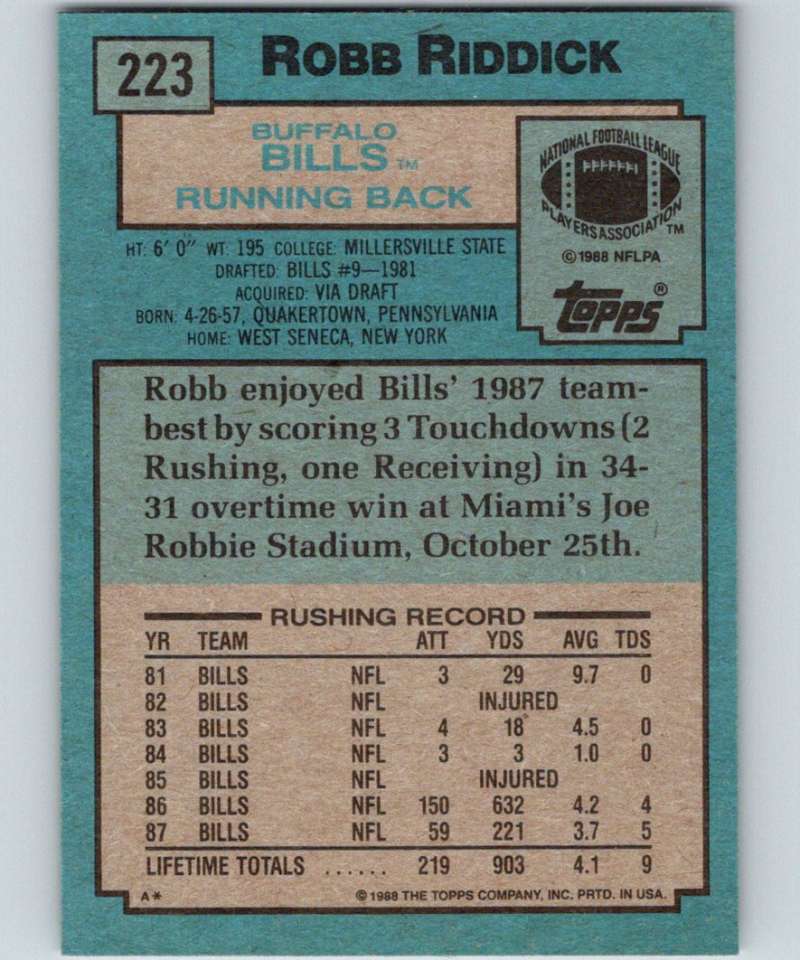 223
ROBB RIDDICK
BUFFALO
BILLS™
RUNNING BACK
NATIONAL FOOTBALL LEAGUE
PLAYERS ASSOCIATION™
©1988 NFLPA
TOPPS®
HT: 6' 0" WT: 195 COLLEGE: MILLERSVILLE STATE
DRAFTED: BILLS #9—1981
ACQUIRED: VIA DRAFT
BORN: 4-26-57, QUAKERTOWN, PENNSYLVANIA
HOME: WEST SENECA, NEW YORK
Robb enjoyed Bills' 1987 team-
best by scoring 3 Touchdowns (2
Rushing, one Receiving) in 34-
31 overtime win at Miami's Joe
Robbie Stadium, October 25th.
RUSHING RECORD
YR TEAM ATT YDS AVG TDS
81 BILLS NFL 3 29 9.7 0
82 BILLS NFL INJURED
83 BILLS NFL 4 18 4.5 0
84 BILLS NFL 3 3 1.0 0
85 BILLS NFL INJURED
86 BILLS NFL 150 632 4.2 4
87 BILLS NFL 59 221 3.7 5
LIFETIME TOTALS ...... 219 903 4.1 9
A* ©1988 THE TOPPS COMPANY, INC. PRTD. IN USA.